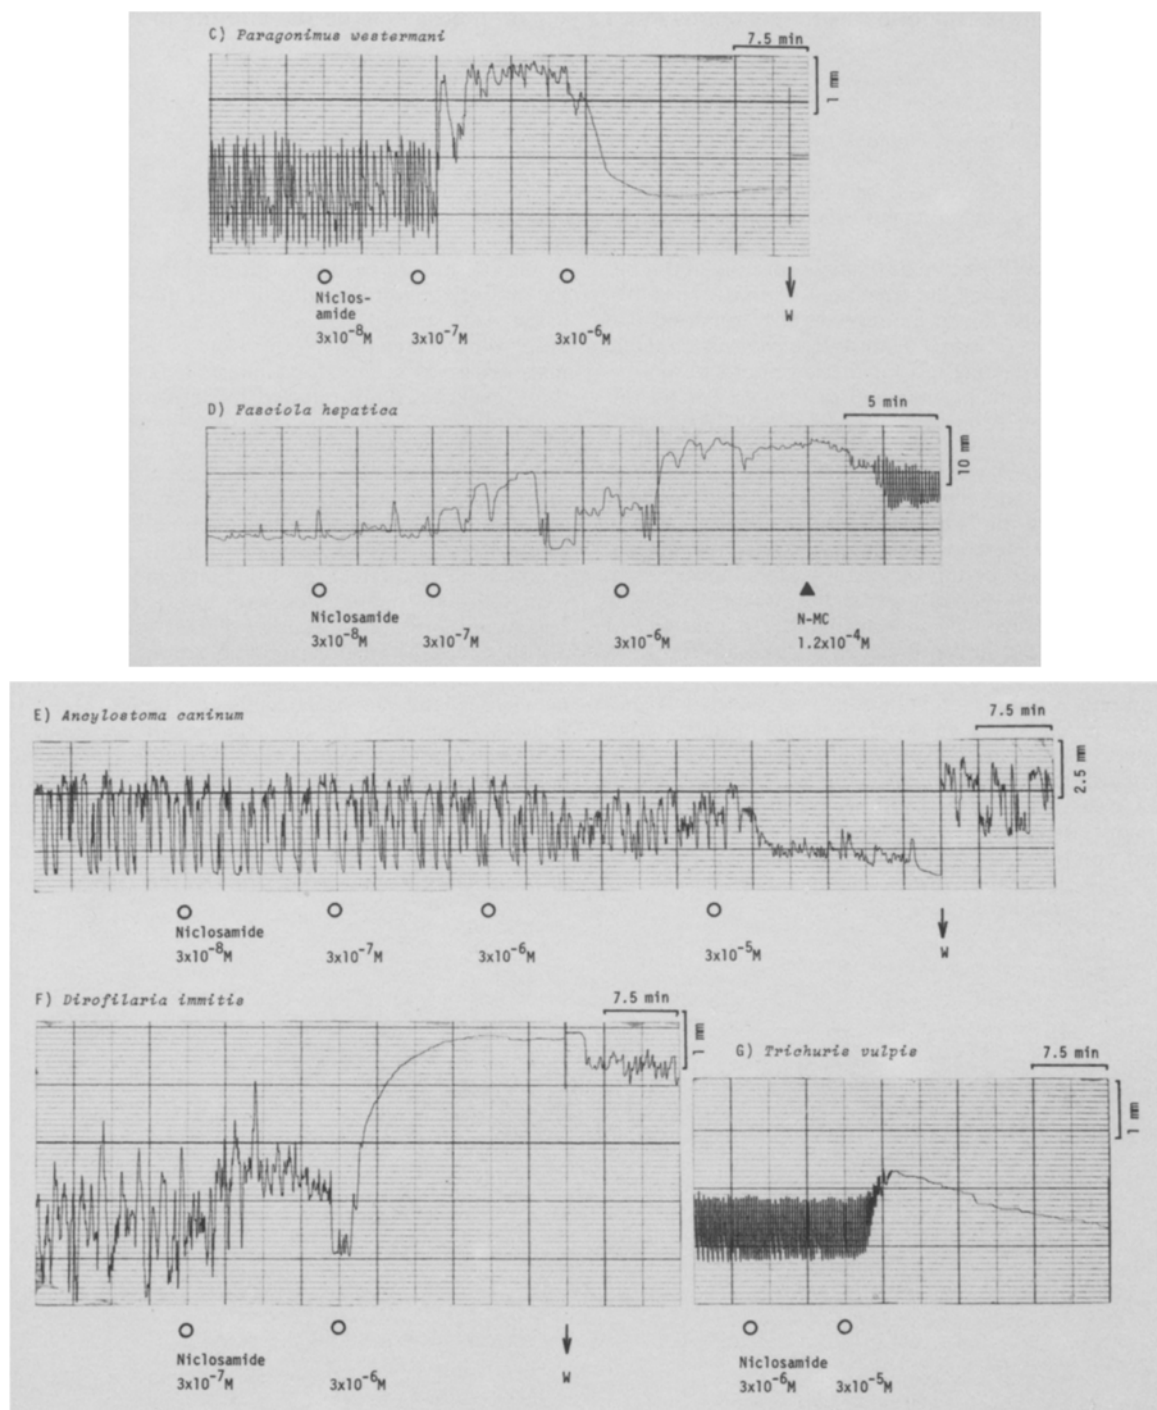 C) Paragonimus westermani
7.5 min
1 mm
Niclos-
amide
3x10⁻⁸M
3x10⁻⁷M
3x10⁻⁶M
W
D) Fasciola hepatica
5 min
10 mm
Niclosamide
3x10⁻⁸M
3x10⁻⁷M
3x10⁻⁶M
N-MC
1.2x10⁻⁴M
E) Ancylostoma caninum
7.5 min
2.5 mm
Niclosamide
3x10⁻⁸M
3x10⁻⁷M
3x10⁻⁶M
3x10⁻⁵M
W
F) Dirofilaria immitis
7.5 min
1 mm
Niclosamide
3x10⁻⁷M
3x10⁻⁶M
W
G) Trichuris vulpis
7.5 min
1 mm
Niclosamide
3x10⁻⁶M
3x10⁻⁵M